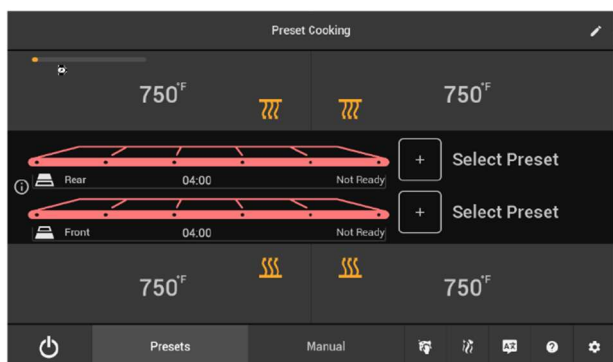 Preset Cooking
750°F
750°F
+ Select Preset
Rear 04:00 Not Ready
+ Select Preset
Front 04:00 Not Ready
750°F
750°F
Presets
Manual